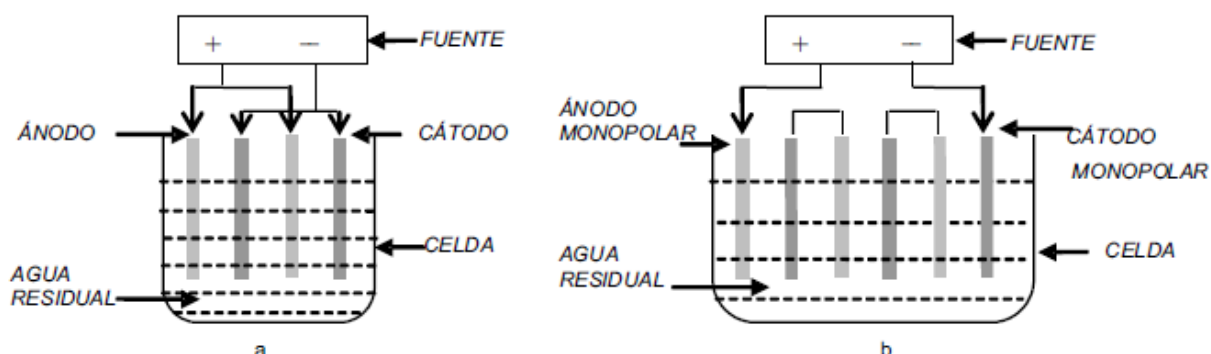 + −
FUENTE
ÁNODO
CÁTODO
CELDA
AGUA
RESIDUAL
a
+ −
FUENTE
ÁNODO
MONOPOLAR
CÁTODO
MONOPOLAR
AGUA
RESIDUAL
CELDA
b